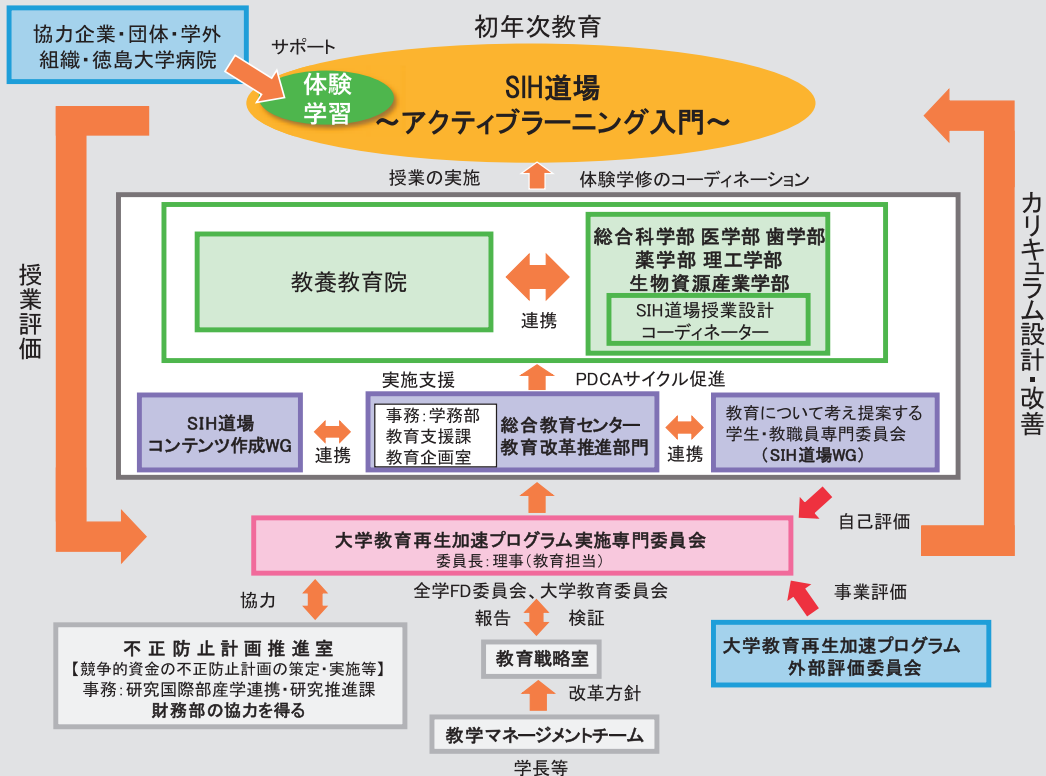 協力企業・団体・学外
組織・徳島大学病院
サポート
初年次教育
体験
学習
SIH道場
～アクティブラーニング入門～
授業の実施
体験学修のコーディネーション
授業評価
カリキュラム設計・改善
教養教育院
連携
総合科学部 医学部 歯学部
薬学部 理工学部
生物資源産業学部
SIH道場授業設計
コーディネーター
実施支援
PDCAサイクル促進
SIH道場
コンテンツ作成WG
連携
事務：学務部
教育支援課
教育企画室
総合教育センター
教育改革推進部門
連携
教育について考え提案する
学生・教職員専門委員会
（SIH道場WG）
自己評価
大学教育再生加速プログラム実施専門委員会
委員長：理事（教育担当）
全学FD委員会、大学教育委員会
協力
報告
検証
事業評価
不正防止計画推進室
【競争的資金の不正防止計画の策定・実施等】
事務：研究国際部産学連携・研究推進課
財務部の協力を得る
教育戦略室
改革方針
教学マネージメントチーム
学長等
大学教育再生加速プログラム
外部評価委員会